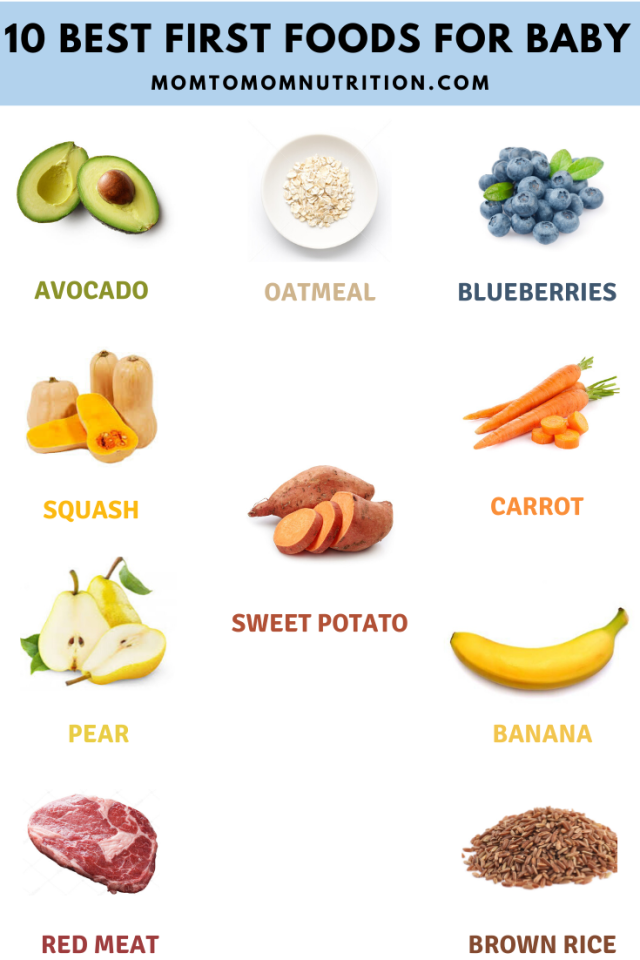 10 BEST FIRST FOODS FOR BABY
MOMTOMOMNUTRITION.COM
AVOCADO
OATMEAL
BLUEBERRIES
SQUASH
CARROT
SWEET POTATO
PEAR
BANANA
RED MEAT
BROWN RICE